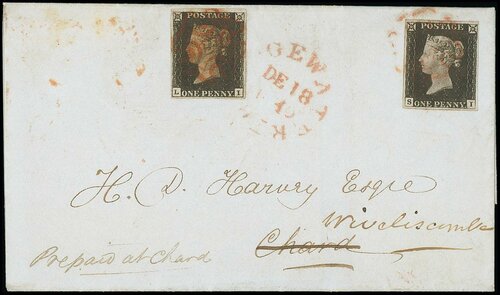 POSTAGE
ONE PENNY
L I
POSTAGE
ONE PENNY
S I
DE 18
H. D. Harvey Esqre
Wiveliscombe
Chard
Prepaid at Chard